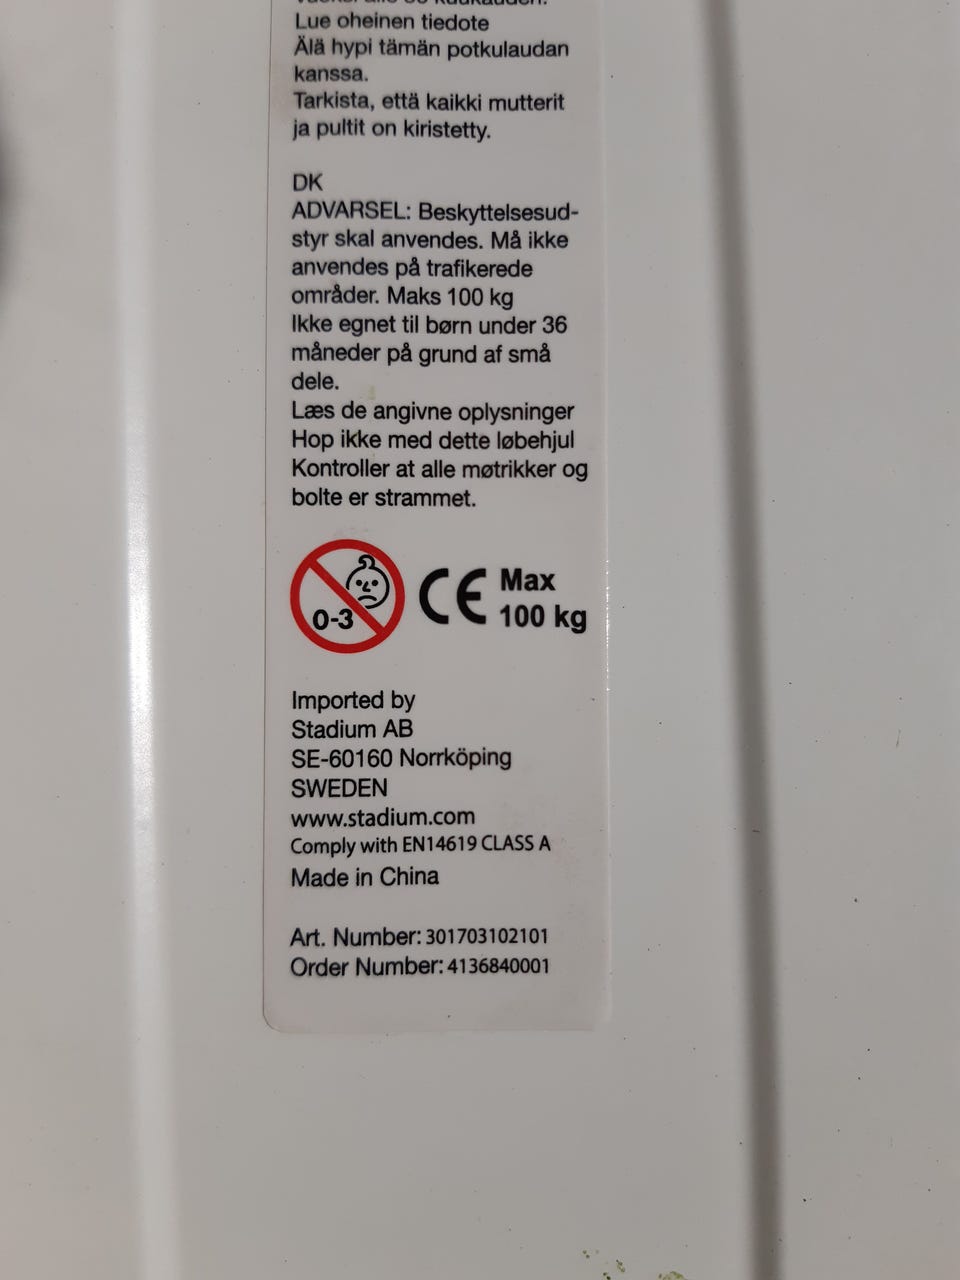 alle 36 kuukauden.
Lue oheinen tiedote
Älä hypi tämän potkulaudan
kanssa.
Tarkista, että kaikki mutterit
ja pultit on kiristetty.
DK
ADVARSEL: Beskyttelsesud-
styr skal anvendes. Må ikke
anvendes på trafikerede
områder. Maks 100 kg
Ikke egnet til børn under 36
måneder på grund af små
dele.
Læs de angivne oplysninger
Hop ikke med dette løbehjul
Kontroller at alle møtrikker og
bolte er strammet.
0-3
CE Max
100 kg
Imported by
Stadium AB
SE-60160 Norrköping
SWEDEN
www.stadium.com
Comply with EN14619 CLASS A
Made in China
Art. Number: 301703102101
Order Number: 4136840001